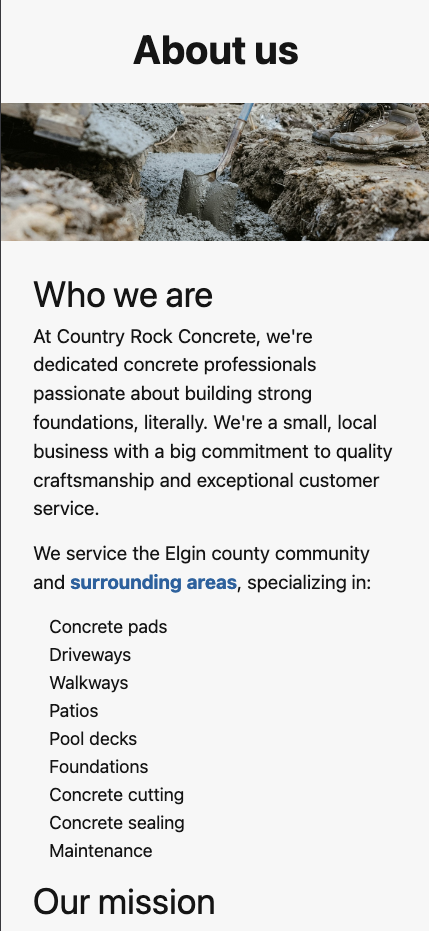 About us
Who we are
At Country Rock Concrete, we're
dedicated concrete professionals
passionate about building strong
foundations, literally. We're a small, local
business with a big commitment to quality
craftsmanship and exceptional customer
service.
We service the Elgin county community
and surrounding areas, specializing in:
Concrete pads
Driveways
Walkways
Patios
Pool decks
Foundations
Concrete cutting
Concrete sealing
Maintenance
Our mission